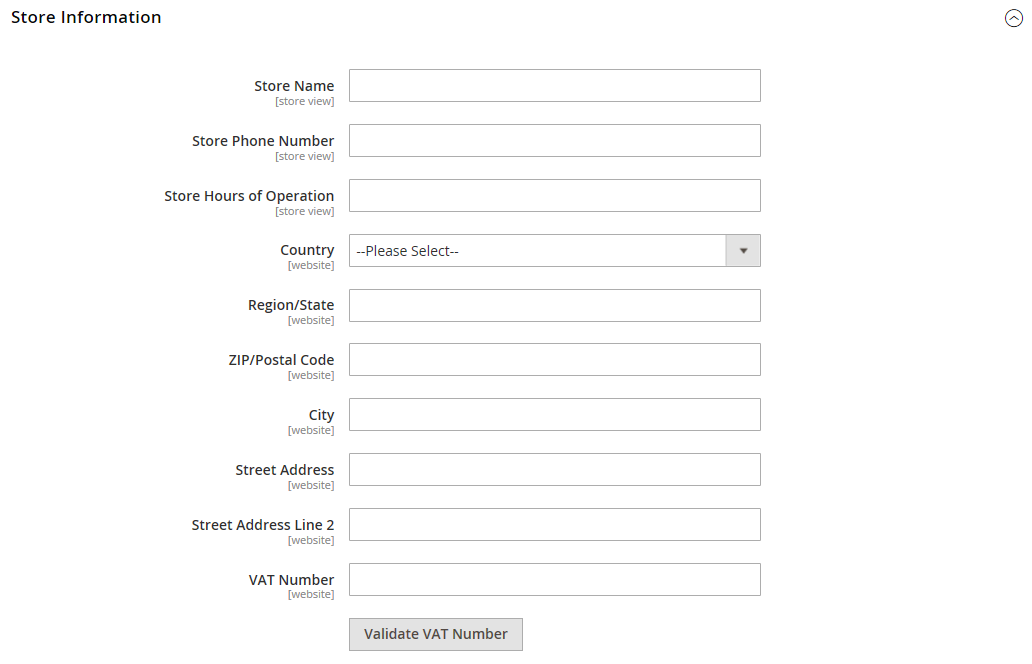 Store Information
Store Name
[store view]
Store Phone Number
[store view]
Store Hours of Operation
[store view]
Country
--Please Select--
[website]
Region/State
[website]
ZIP/Postal Code
[website]
City
[website]
Street Address
[website]
Street Address Line 2
[website]
VAT Number
[website]
Validate VAT Number